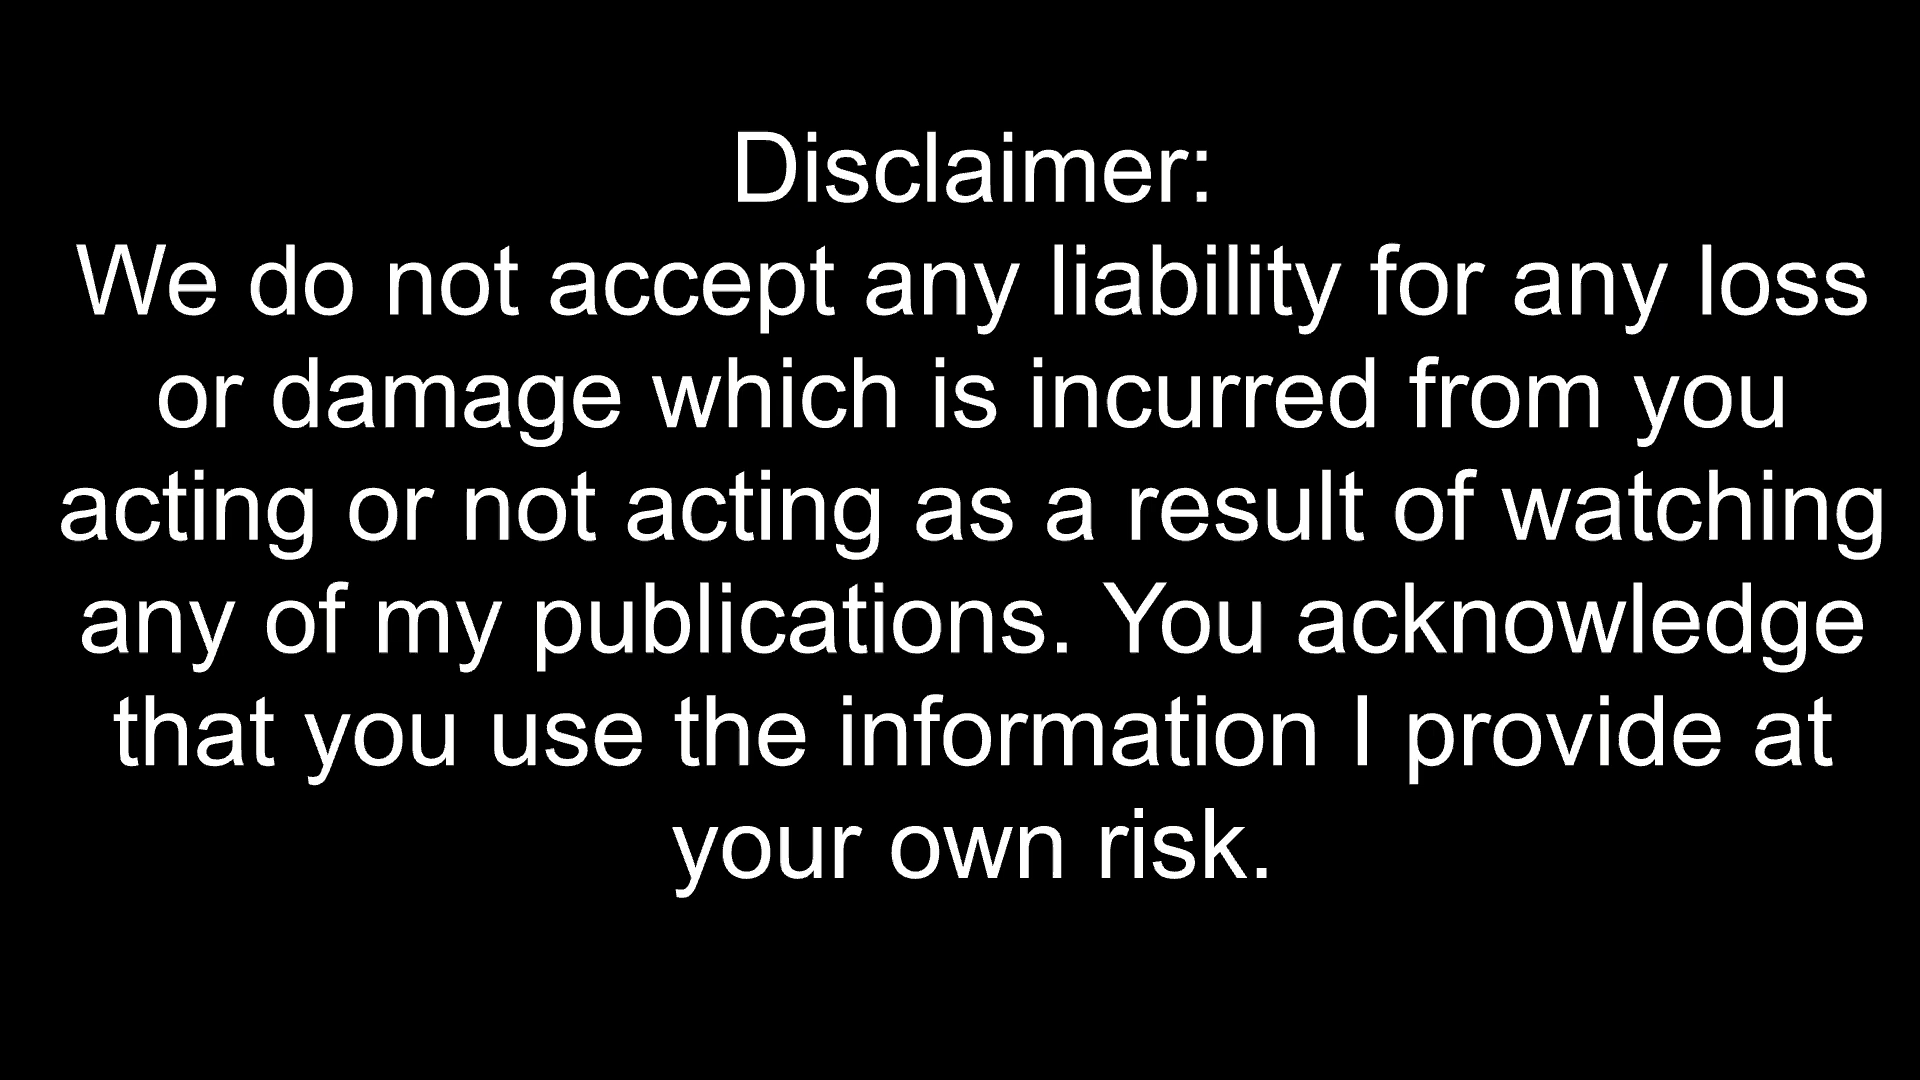 Disclaimer:
We do not accept any liability for any loss
or damage which is incurred from you
acting or not acting as a result of watching
any of my publications. You acknowledge
that you use the information I provide at
your own risk.